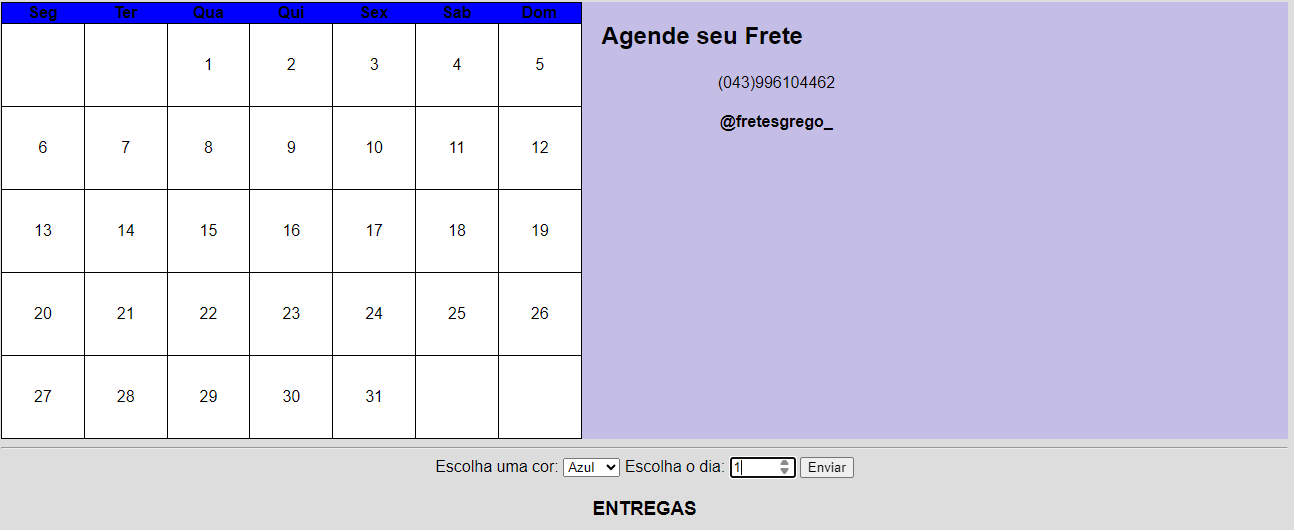 Seg Ter Qua Qui Sex Sab Dom
1 2 3 4 5
6 7 8 9 10 11 12
13 14 15 16 17 18 19
20 21 22 23 24 25 26
27 28 29 30 31
Agende seu Frete
(043)996104462
@fretesgrego_
Escolha uma cor: Azul Escolha o dia: 1 Enviar
ENTREGAS